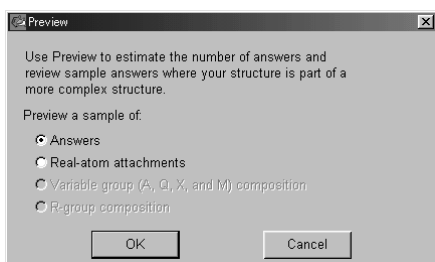 Preview
Use Preview to estimate the number of answers and
review sample answers where your structure is part of a
more complex structure.
Preview a sample of:
Answers
Real-atom attachments
Variable group (A, Q, X, and M) composition
R-group composition
OK Cancel